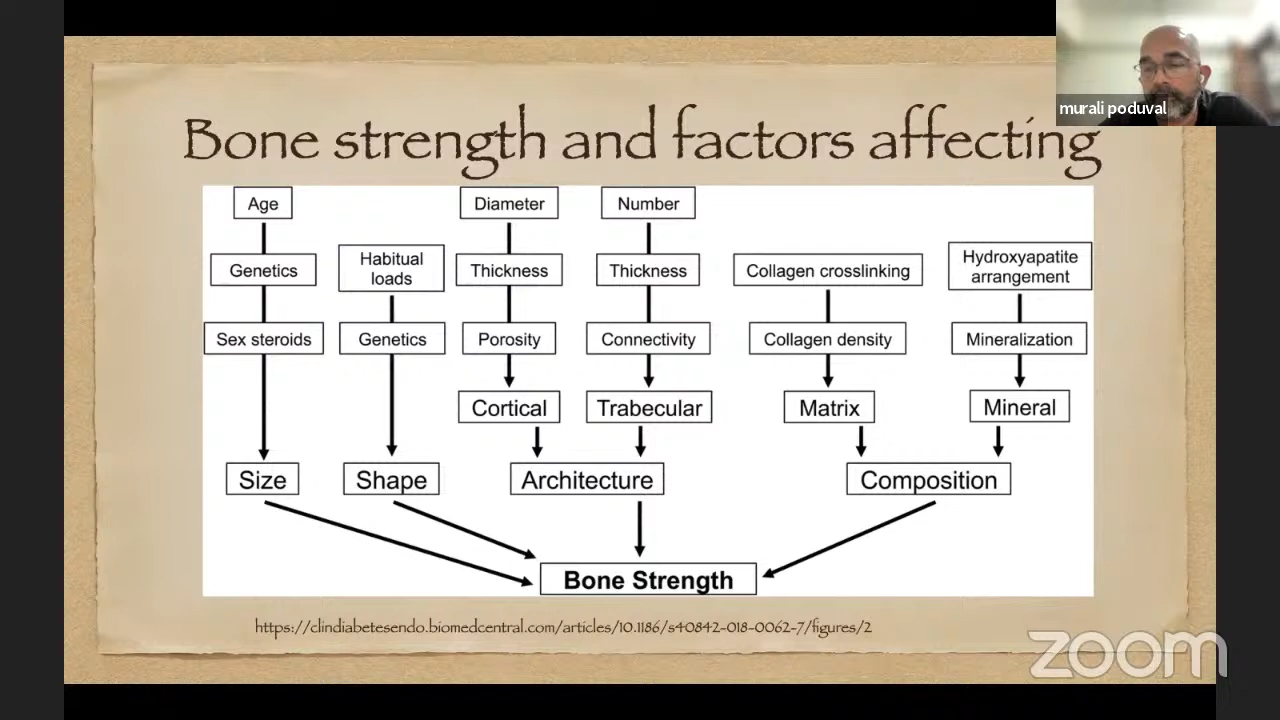 murali poduval
Bone strength and factors affecting
Age
Diameter
Number
Genetics
Habitual
loads
Thickness
Thickness
Collagen crosslinking
Hydroxyapatite
arrangement
Sex steroids
Genetics
Porosity
Connectivity
Collagen density
Mineralization
Cortical
Trabecular
Matrix
Mineral
Size
Shape
Architecture
Composition
Bone Strength
https://clindiabetesendo.biomedcentral.com/articles/10.1186/s40842-018-0062-7/figures/2
zoom